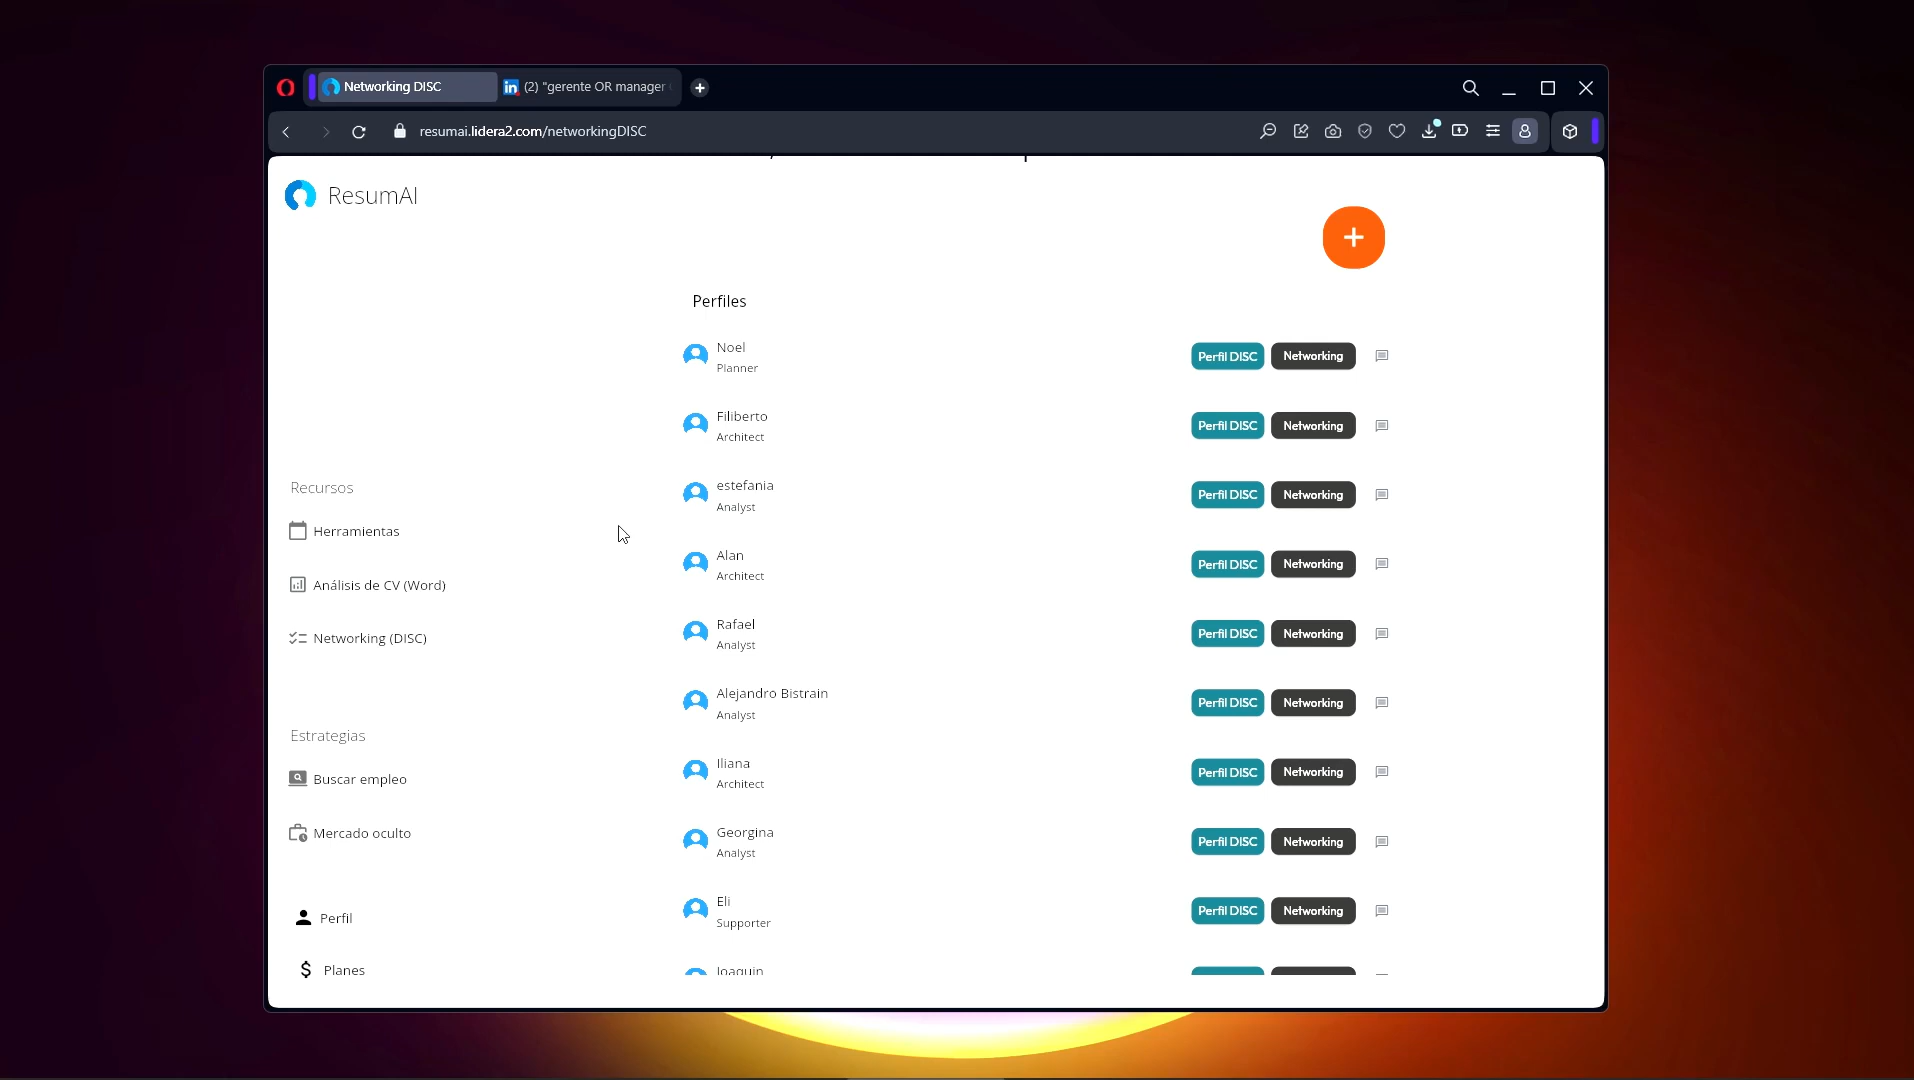 Networking DISC
(2) "gerente OR manager
resumai.lidera2.com/networkingDISC
ResumAI
+
Perfiles
Noel
Planner
Perfil DISC Networking
Filiberto
Architect
Perfil DISC Networking
estefania
Analyst
Perfil DISC Networking
Alan
Architect
Perfil DISC Networking
Rafael
Analyst
Perfil DISC Networking
Alejandro Bistrain
Analyst
Perfil DISC Networking
Iliana
Architect
Perfil DISC Networking
Georgina
Analyst
Perfil DISC Networking
Eli
Supporter
Perfil DISC Networking
Joaquin
Recursos
Herramientas
Análisis de CV (Word)
Networking (DISC)
Estrategias
Buscar empleo
Mercado oculto
Perfil
Planes